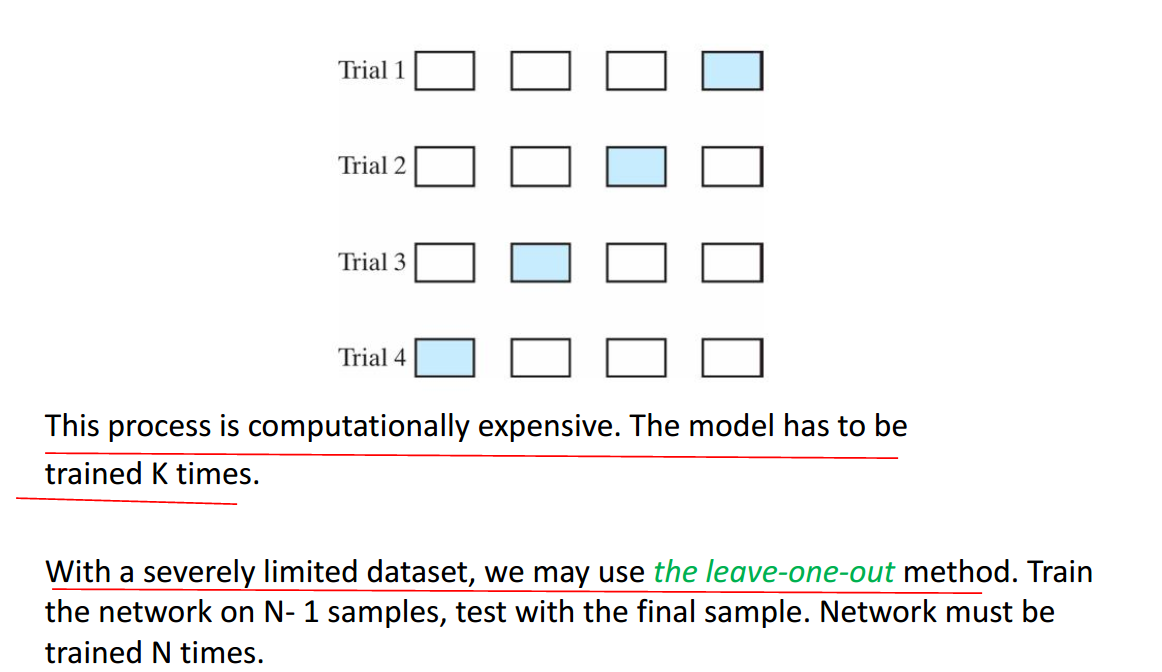 Trial 1
Trial 2
Trial 3
Trial 4
This process is computationally expensive. The model has to be
trained K times.
With a severely limited dataset, we may use the leave-one-out method. Train
the network on N- 1 samples, test with the final sample. Network must be
trained N times.